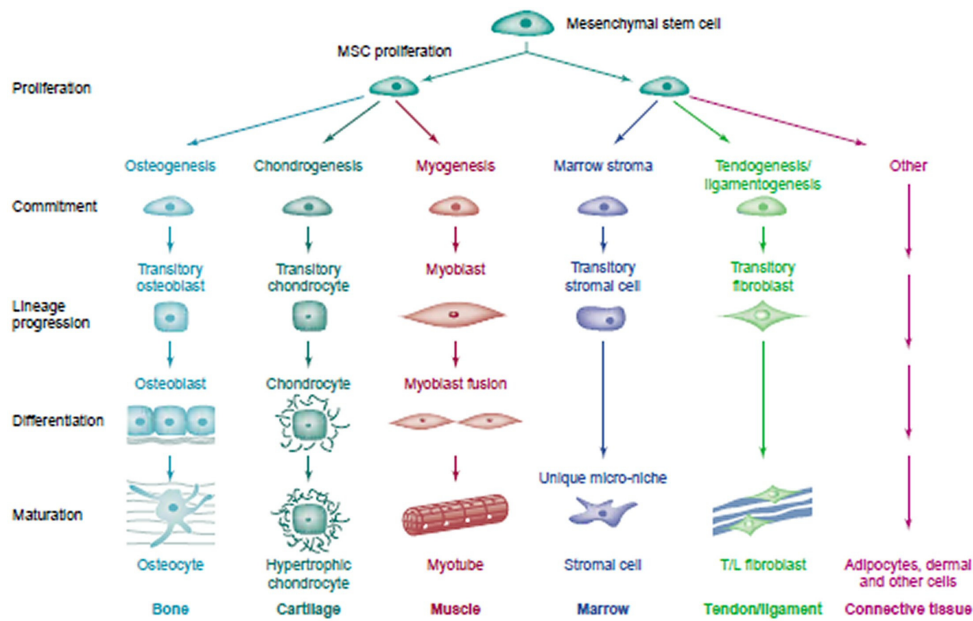 Mesenchymal stem cell
MSC proliferation
Proliferation
Osteogenesis
Chondrogenesis
Myogenesis
Marrow stroma
Tendogenesis/
ligamentogenesis
Other
Commitment
Transitory
osteoblast
Transitory
chondrocyte
Myoblast
Transitory
stromal cell
Transitory
fibroblast
Lineage
progression
Osteoblast
Chondrocyte
Myoblast fusion
Differentiation
Unique micro-niche
Maturation
Osteocyte
Hypertrophic
chondrocyte
Myotube
Stromal cell
T/L fibroblast
Adipocytes, dermal
and other cells
Bone
Cartilage
Muscle
Marrow
Tendon/ligament
Connective tissue